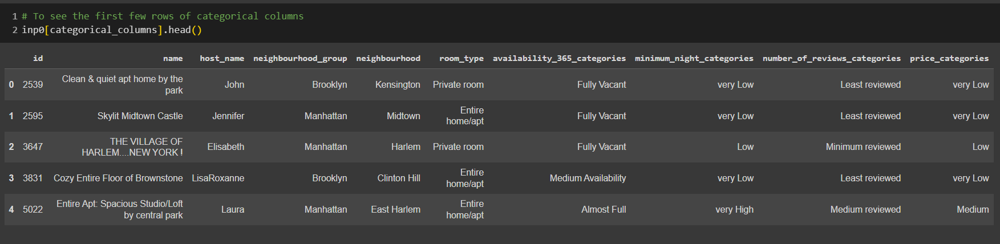 1 # To see the first few rows of categorical columns
2 inp0[categorical_columns].head()
id name host_name neighbourhood_group neighbourhood room_type availability_365_categories minimum_night_categories number_of_reviews_categories price_categories
0 2539 Clean & quiet apt home by the park John Brooklyn Kensington Private room Fully Vacant very Low Least reviewed very Low
1 2595 Skylit Midtown Castle Jennifer Manhattan Midtown Entire home/apt Fully Vacant very Low Least reviewed very Low
2 3647 THE VILLAGE OF HARLEM....NEW YORK ! Elisabeth Manhattan Harlem Private room Fully Vacant Low Minimum reviewed Low
3 3831 Cozy Entire Floor of Brownstone LisaRoxanne Brooklyn Clinton Hill Entire home/apt Medium Availability very Low Least reviewed very Low
4 5022 Entire Apt: Spacious Studio/Loft by central park Laura Manhattan East Harlem Entire home/apt Almost Full very High Medium reviewed Medium